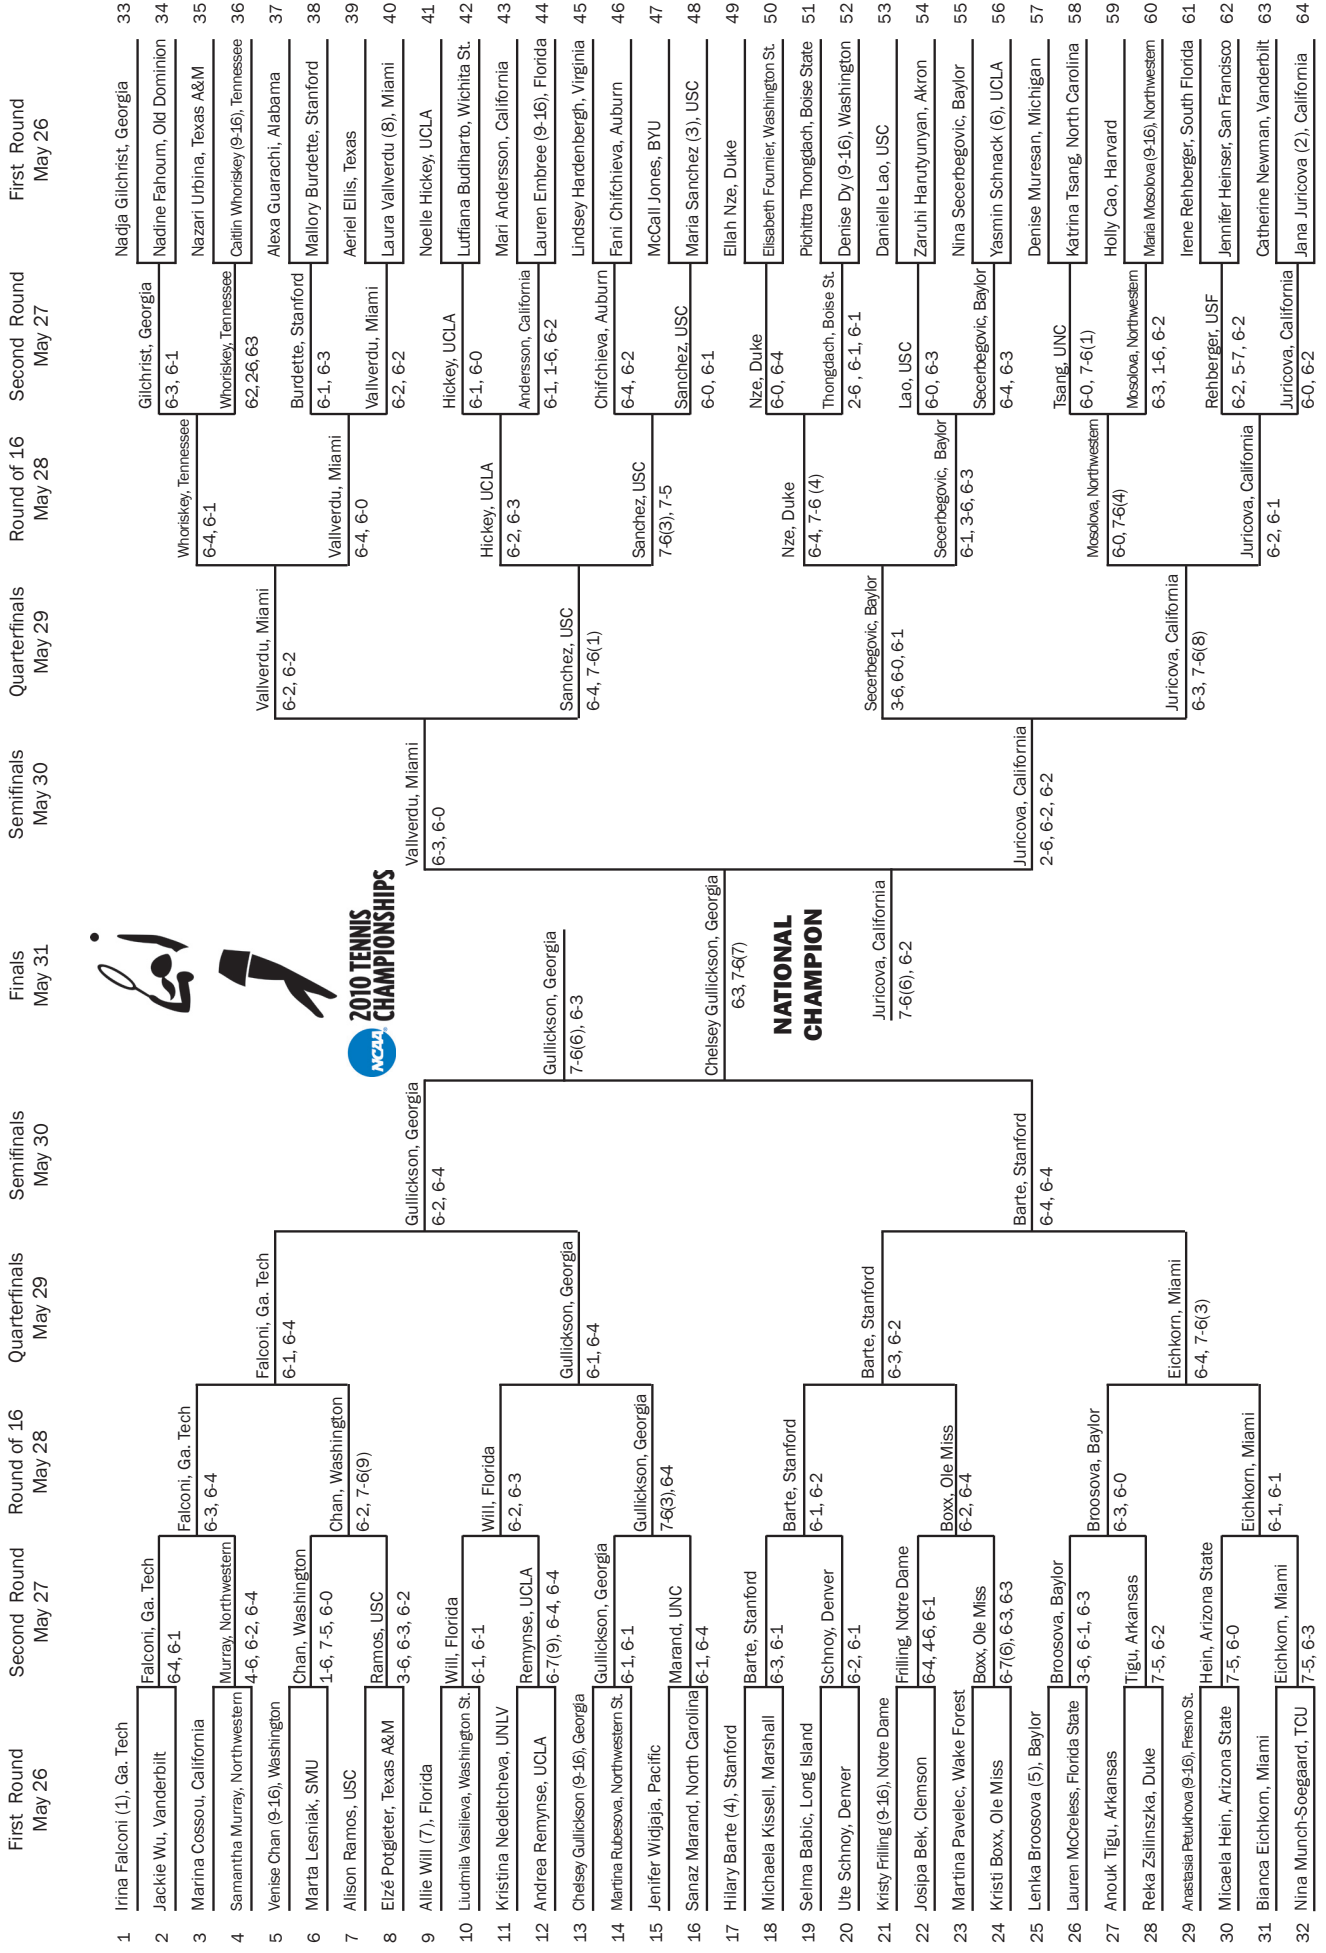 First Round
May 26
Second Round
May 27
Round of 16
May 28
Quarterfinals
May 29
Semifinals
May 30
Finals
May 31
Semifinals
May 30
Quarterfinals
May 29
Round of 16
May 28
Second Round
May 27
First Round
May 26
1 Irina Falconi (1), Ga. Tech
2 Jackie Wu, Vanderbilt
3 Marina Cossou, California
4 Samantha Murray, Northwestern
5 Venise Chan (9-16), Washington
6 Marta Lesniak, SMU
7 Alison Ramos, USC
8 Elzé Potgieter, Texas A&M
9 Allie Will (7), Florida
10 Liudmila Vasilieva, Washington St.
11 Kristina Nedeltcheva, UNLV
12 Andrea Remynse, UCLA
13 Chelsey Gullickson (9-16), Georgia
14 Martina Rubesova, Northwestern St.
15 Jenifer Widjaja, Pacific
16 Sanaz Marand, North Carolina
17 Hilary Barte (4), Stanford
18 Michaela Kissell, Marshall
19 Selma Babic, Long Island
20 Ute Schnoy, Denver
21 Kristy Frilling (9-16), Notre Dame
22 Josipa Bek, Clemson
23 Martina Pavelec, Wake Forest
24 Kristi Boxx, Ole Miss
25 Lenka Broosova (5), Baylor
26 Lauren McCreless, Florida State
27 Anouk Tigu, Arkansas
28 Reka Zsilinszka, Duke
29 Anastasia Petukhova (9-16), Fresno St.
30 Micaela Hein, Arizona State
31 Bianca Eichkorn, Miami
32 Nina Munch-Soegaard, TCU
Falconi, Ga. Tech
6-4, 6-1
Murray, Northwestern
4-6, 6-2, 6-4
Chan, Washington
1-6, 7-5, 6-0
Ramos, USC
3-6, 6-3, 6-2
Will, Florida
6-1, 6-1
Remynse, UCLA
6-7(9), 6-4, 6-4
Gullickson, Georgia
6-1, 6-1
Marand, UNC
6-1, 6-4
Barte, Stanford
6-3, 6-1
Schnoy, Denver
6-2, 6-1
Frilling, Notre Dame
6-4, 4-6, 6-1
Boxx, Ole Miss
6-7(6), 6-3, 6-3
Broosova, Baylor
3-6, 6-1, 6-3
Tigu, Arkansas
7-5, 6-2
Hein, Arizona State
7-5, 6-0
Eichkorn, Miami
7-5, 6-3
Falconi, Ga. Tech
6-3, 6-4
Chan, Washington
6-2, 7-6(9)
Will, Florida
6-2, 6-3
Gullickson, Georgia
7-6(3), 6-4
Barte, Stanford
6-1, 6-2
Boxx, Ole Miss
6-2, 6-4
Broosova, Baylor
6-3, 6-0
Eichkorn, Miami
6-1, 6-1
Falconi, Ga. Tech
6-1, 6-4
Gullickson, Georgia
6-1, 6-4
Barte, Stanford
6-3, 6-2
Eichkorn, Miami
6-4, 7-6(3)
Gullickson, Georgia
6-2, 6-4
Barte, Stanford
6-4, 6-4
NCAA
2010 TENNIS
CHAMPIONSHIPS
Gullickson, Georgia
7-6(6), 6-3
Chelsey Gullickson, Georgia
6-3, 7-6(7)
NATIONAL
CHAMPION
Juricova, California
7-6(6), 6-2
Vallverdu, Miami
6-3, 6-0
Juricova, California
2-6, 6-2, 6-2
Vallverdu, Miami
6-2, 6-2
Sanchez, USC
6-4, 7-6(1)
Secerbegovic, Baylor
3-6, 6-0, 6-1
Juricova, California
6-3, 7-6(8)
Whoriskey, Tennessee
6-4, 6-1
Vallverdu, Miami
6-4, 6-0
Hickey, UCLA
6-2, 6-3
Sanchez, USC
7-6(3), 7-5
Nze, Duke
6-4, 7-6 (4)
Secerbegovic, Baylor
6-1, 3-6, 6-3
Mosolova, Northwestern
6-0, 7-6(4)
Juricova, California
6-2, 6-1
Gilchrist, Georgia
6-3, 6-1
Whoriskey, Tennessee
6-2, 2-6, 6-3
Burdette, Stanford
6-1, 6-3
Vallverdu, Miami
6-2, 6-2
Hickey, UCLA
6-1, 6-0
Andersson, California
6-1, 1-6, 6-2
Chifchieva, Auburn
6-4, 6-2
Sanchez, USC
6-0, 6-1
Nze, Duke
6-0, 6-4
Thongdach, Boise St.
2-6 , 6-1, 6-1
Lao, USC
6-0, 6-3
Secerbegovic, Baylor
6-4, 6-3
Tsang, UNC
6-0, 7-6(1)
Mosolova, Northwestern
6-3, 1-6, 6-2
Rehberger, USF
6-2, 5-7, 6-2
Juricova, California
6-0, 6-2
Nadja Gilchrist, Georgia 33
Nadine Fahoum, Old Dominion 34
Nazari Urbina, Texas A&M 35
Caitlin Whoriskey (9-16), Tennessee 36
Alexa Guarachi, Alabama 37
Mallory Burdette, Stanford 38
Aeriel Ellis, Texas 39
Laura Vallverdu (8), Miami 40
Noelle Hickey, UCLA 41
Lutfiana Budiharto, Wichita St. 42
Mari Andersson, California 43
Lauren Embree (9-16), Florida 44
Lindsey Hardenbergh, Virginia 45
Fani Chifchieva, Auburn 46
McCall Jones, BYU 47
Maria Sanchez (3), USC 48
Ellah Nze, Duke 49
Elisabeth Fournier, Washington St. 50
Pichittra Thongdach, Boise State 51
Denise Dy (9-16), Washington 52
Danielle Lao, USC 53
Zaruhi Harutyunyan, Akron 54
Nina Secerbegovic, Baylor 55
Yasmin Schnack (6), UCLA 56
Denise Muresan, Michigan 57
Katrina Tsang, North Carolina 58
Holly Cao, Harvard 59
Maria Mosolova (9-16), Northwestern 60
Irene Rehberger, South Florida 61
Jennifer Heinser, San Francisco 62
Catherine Newman, Vanderbilt 63
Jana Juricova (2), California 64